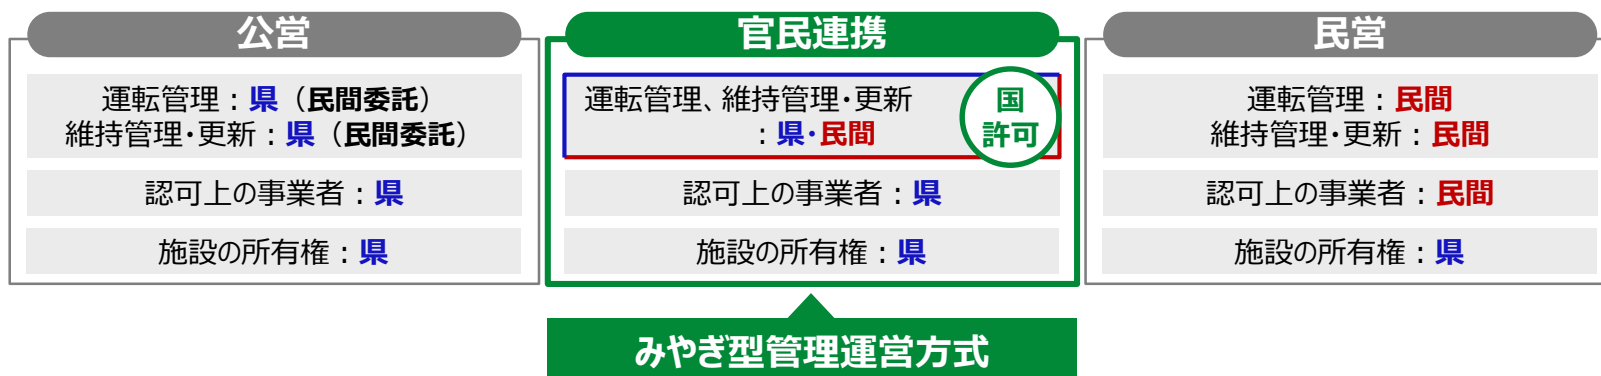 公営
運転管理：県（民間委託）
維持管理・更新：県（民間委託）
認可上の事業者：県
施設の所有権：県
官民連携
運転管理、維持管理・更新
：県・民間
国
許可
認可上の事業者：県
施設の所有権：県
民営
運転管理：民間
維持管理・更新：民間
認可上の事業者：民間
施設の所有権：県
みやぎ型管理運営方式